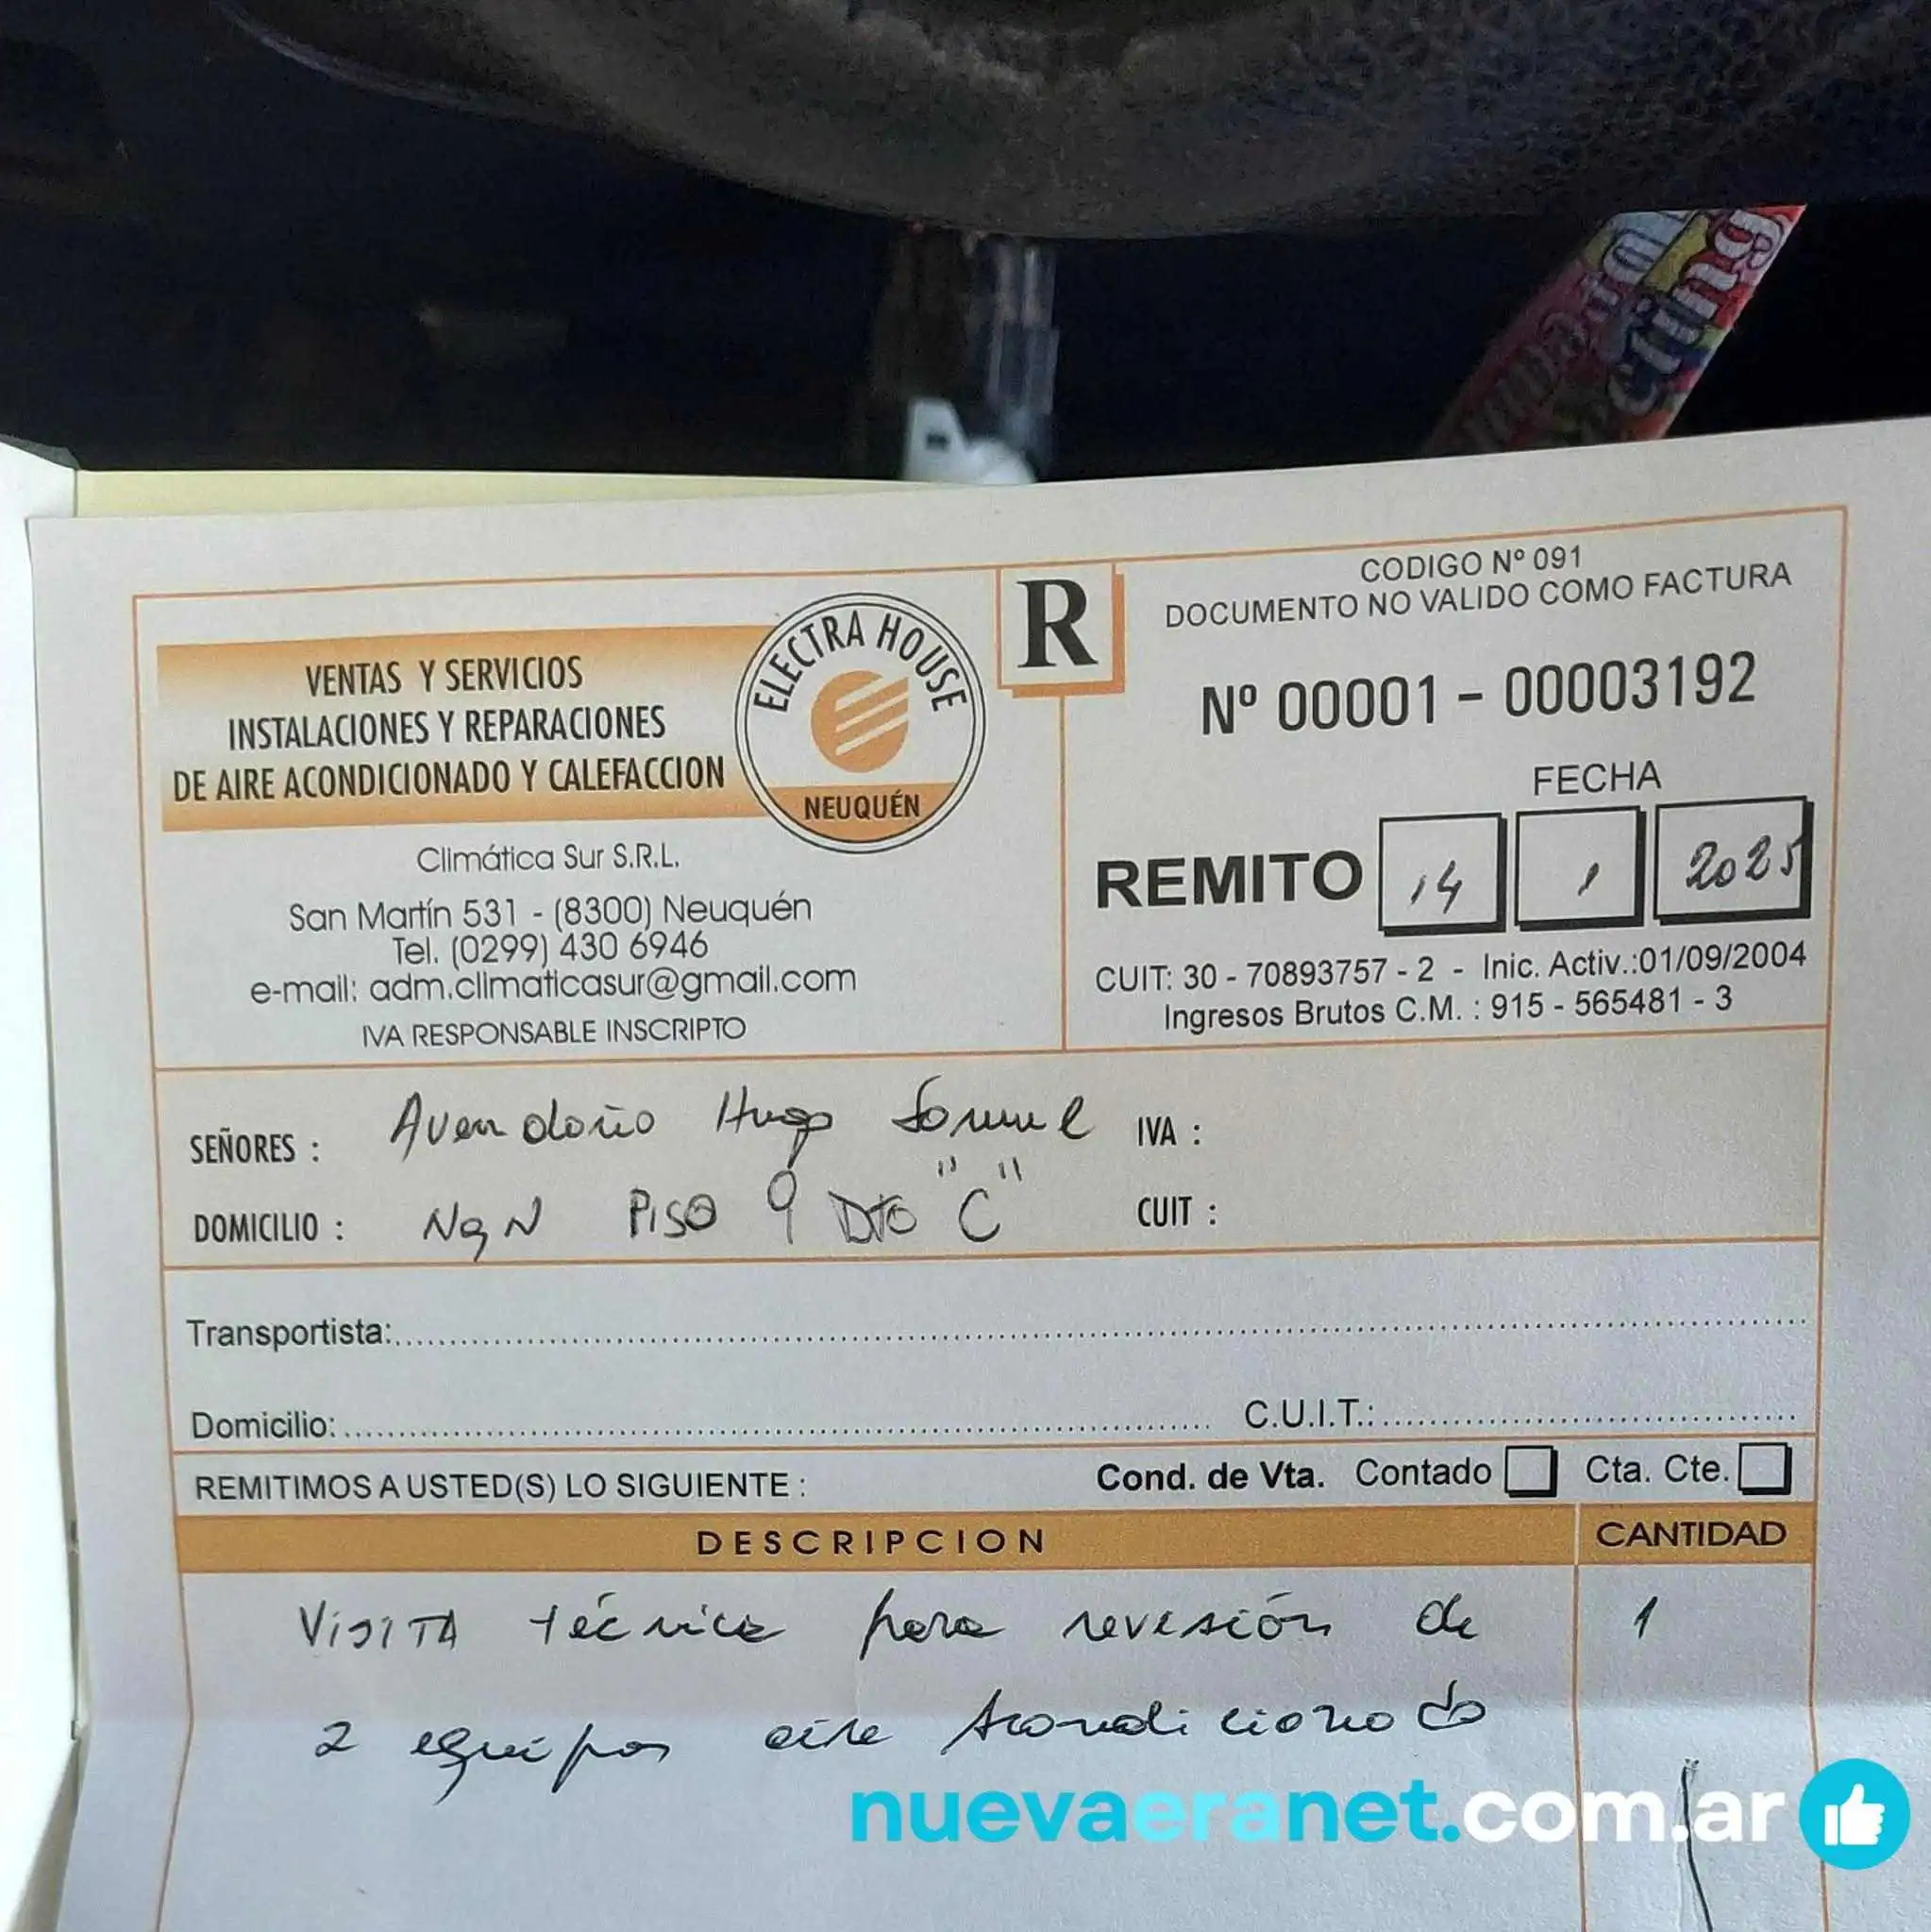 Sling
VENTAS Y SERVICIOS
INSTALACIONES Y REPARACIONES
DE AIRE ACONDICIONADO Y CALEFACCION
ELECTRA HOUSE
NEUQUÉN
Climática Sur S.R.L.
San Martín 531 - (8300) Neuquén
Tel. (0299) 430 6946
e-mail: adm.climaticasur@gmail.com
IVA RESPONSABLE INSCRIPTO
R
CODIGO Nº 091
DOCUMENTO NO VALIDO COMO FACTURA
Nº 00001 - 00003192
FECHA
REMITO 14 1 2025
CUIT: 30 - 70893757 - 2 - Inic. Activ.:01/09/2004
Ingresos Brutos C.M. : 915 - 565481 - 3
SEÑORES : Avendaño Hugo IVA :
DOMICILIO : NqN PISO 9 DTO "C" CUIT :
Transportista:
Domicilio: C.U.I.T.:
REMITIMOS A USTED(S) LO SIGUIENTE : Cond. de Vta. Contado Cta. Cte.
DESCRIPCION CANTIDAD
VISITA técnica para revisión de 1
2 equipos aire Acondicionado
nuevaeranet.com.ar